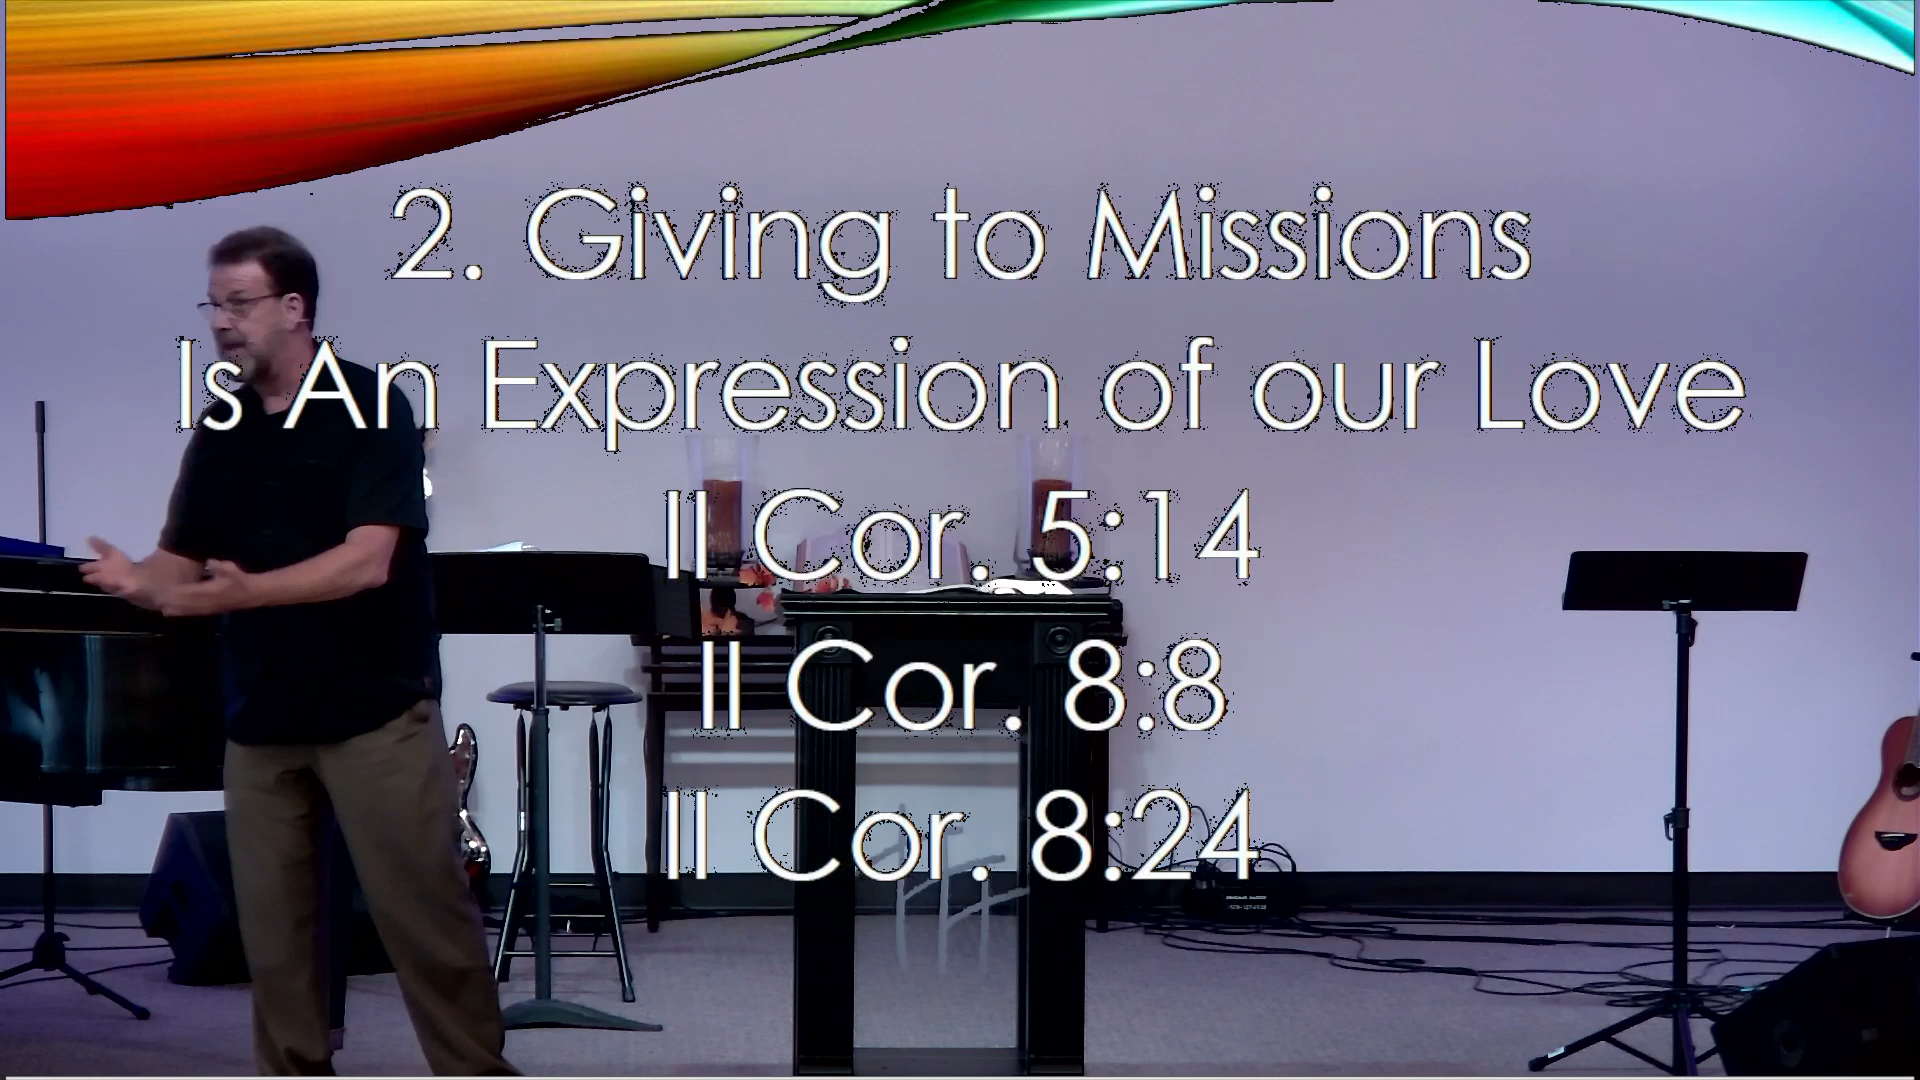 2. Giving to Missions
Is An Expression of our Love
II Cor. 5:14
II Cor. 8:8
II Cor. 8:24